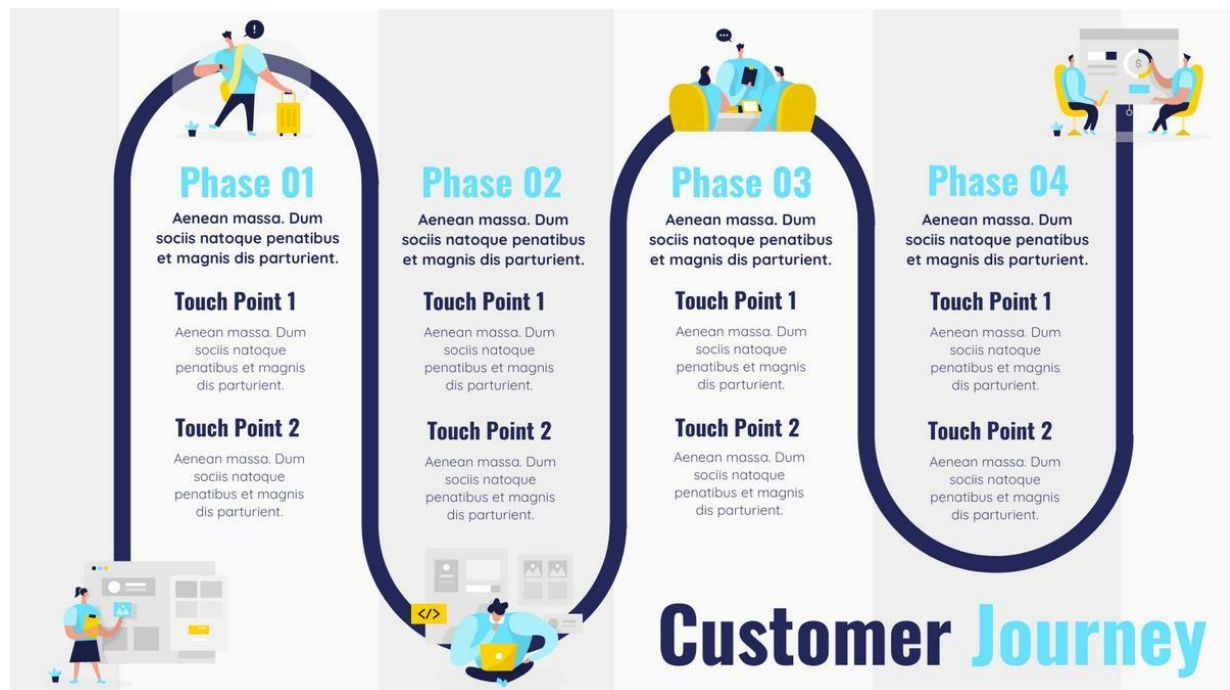 Phase 01
Aenean massa. Dum
sociis natoque penatibus
et magnis dis parturient.
Touch Point 1
Aenean massa. Dum
sociis natoque
penatibus et magnis
dis parturient.
Touch Point 2
Aenean massa. Dum
sociis natoque
penatibus et magnis
dis parturient.
Phase 02
Aenean massa. Dum
sociis natoque penatibus
et magnis dis parturient.
Touch Point 1
Aenean massa. Dum
sociis natoque
penatibus et magnis
dis parturient.
Touch Point 2
Aenean massa. Dum
sociis natoque
penatibus et magnis
dis parturient.
</>
Phase 03
Aenean massa. Dum
sociis natoque penatibus
et magnis dis parturient.
Touch Point 1
Aenean massa. Dum
sociis natoque
penatibus et magnis
dis parturient.
Touch Point 2
Aenean massa. Dum
sociis natoque
penatibus et magnis
dis parturient.
$
Phase 04
Aenean massa. Dum
sociis natoque penatibus
et magnis dis parturient.
Touch Point 1
Aenean massa. Dum
sociis natoque
penatibus et magnis
dis parturient.
Touch Point 2
Aenean massa. Dum
sociis natoque
penatibus et magnis
dis parturient.
Customer Journey